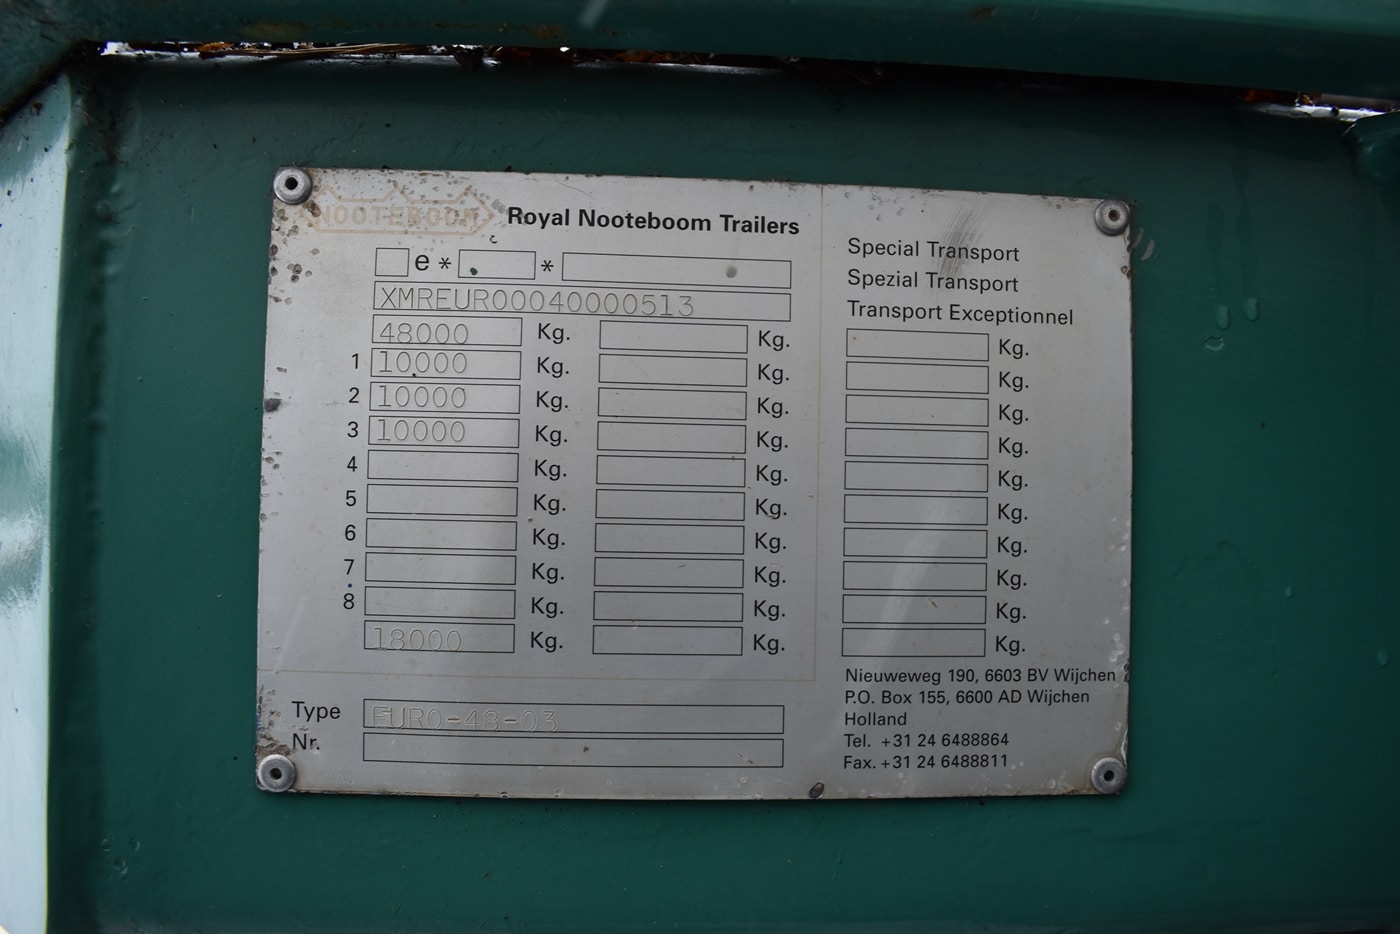 NOOTEBOOM Royal Nooteboom Trailers
e * *
XMREUR00040000513
48000 Kg. Kg.
1 10000 Kg. Kg.
2 10000 Kg. Kg.
3 10000 Kg. Kg.
4 Kg. Kg.
5 Kg. Kg.
6 Kg. Kg.
7 Kg. Kg.
8 Kg. Kg.
18000 Kg. Kg.
Type EURO-48-03
Nr.
Special Transport
Spezial Transport
Transport Exceptionnel
Kg.
Kg.
Kg.
Kg.
Kg.
Kg.
Kg.
Kg.
Kg.
Kg.
Nieuweweg 190, 6603 BV Wijchen
P.O. Box 155, 6600 AD Wijchen
Holland
Tel. +31 24 6488864
Fax. +31 24 6488811